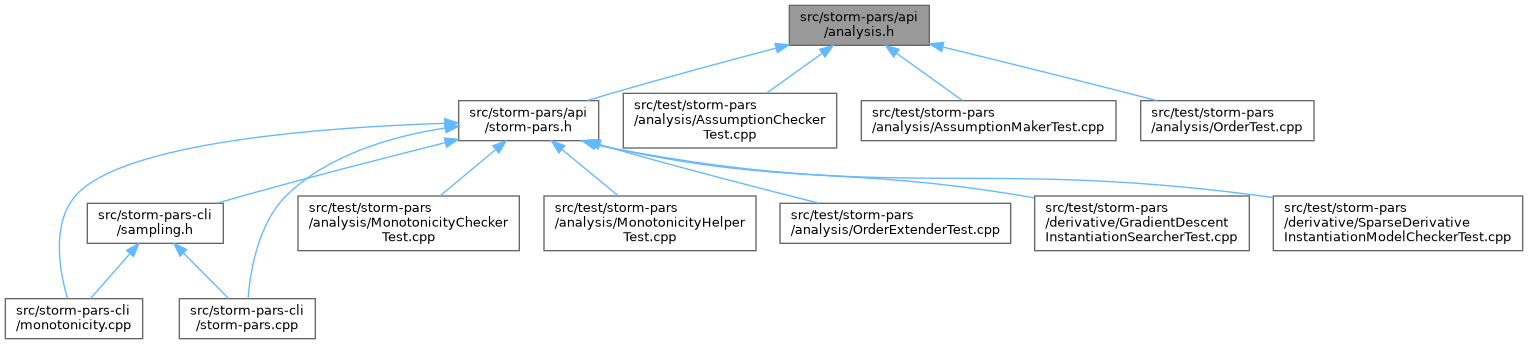 src/storm-pars/api
/analysis.h
src/storm-pars/api
/storm-pars.h
src/test/storm-pars
/analysis/AssumptionChecker
Test.cpp
src/test/storm-pars
/analysis/AssumptionMakerTest.cpp
src/test/storm-pars
/analysis/OrderTest.cpp
src/storm-pars-cli
/sampling.h
src/test/storm-pars
/analysis/MonotonicityChecker
Test.cpp
src/test/storm-pars
/analysis/MonotonicityHelper
Test.cpp
src/test/storm-pars
/analysis/OrderExtenderTest.cpp
src/test/storm-pars
/derivative/GradientDescent
InstantiationSearcherTest.cpp
src/test/storm-pars
/derivative/SparseDerivative
InstantiationModelCheckerTest.cpp
src/storm-pars-cli
/monotonicity.cpp
src/storm-pars-cli
/storm-pars.cpp